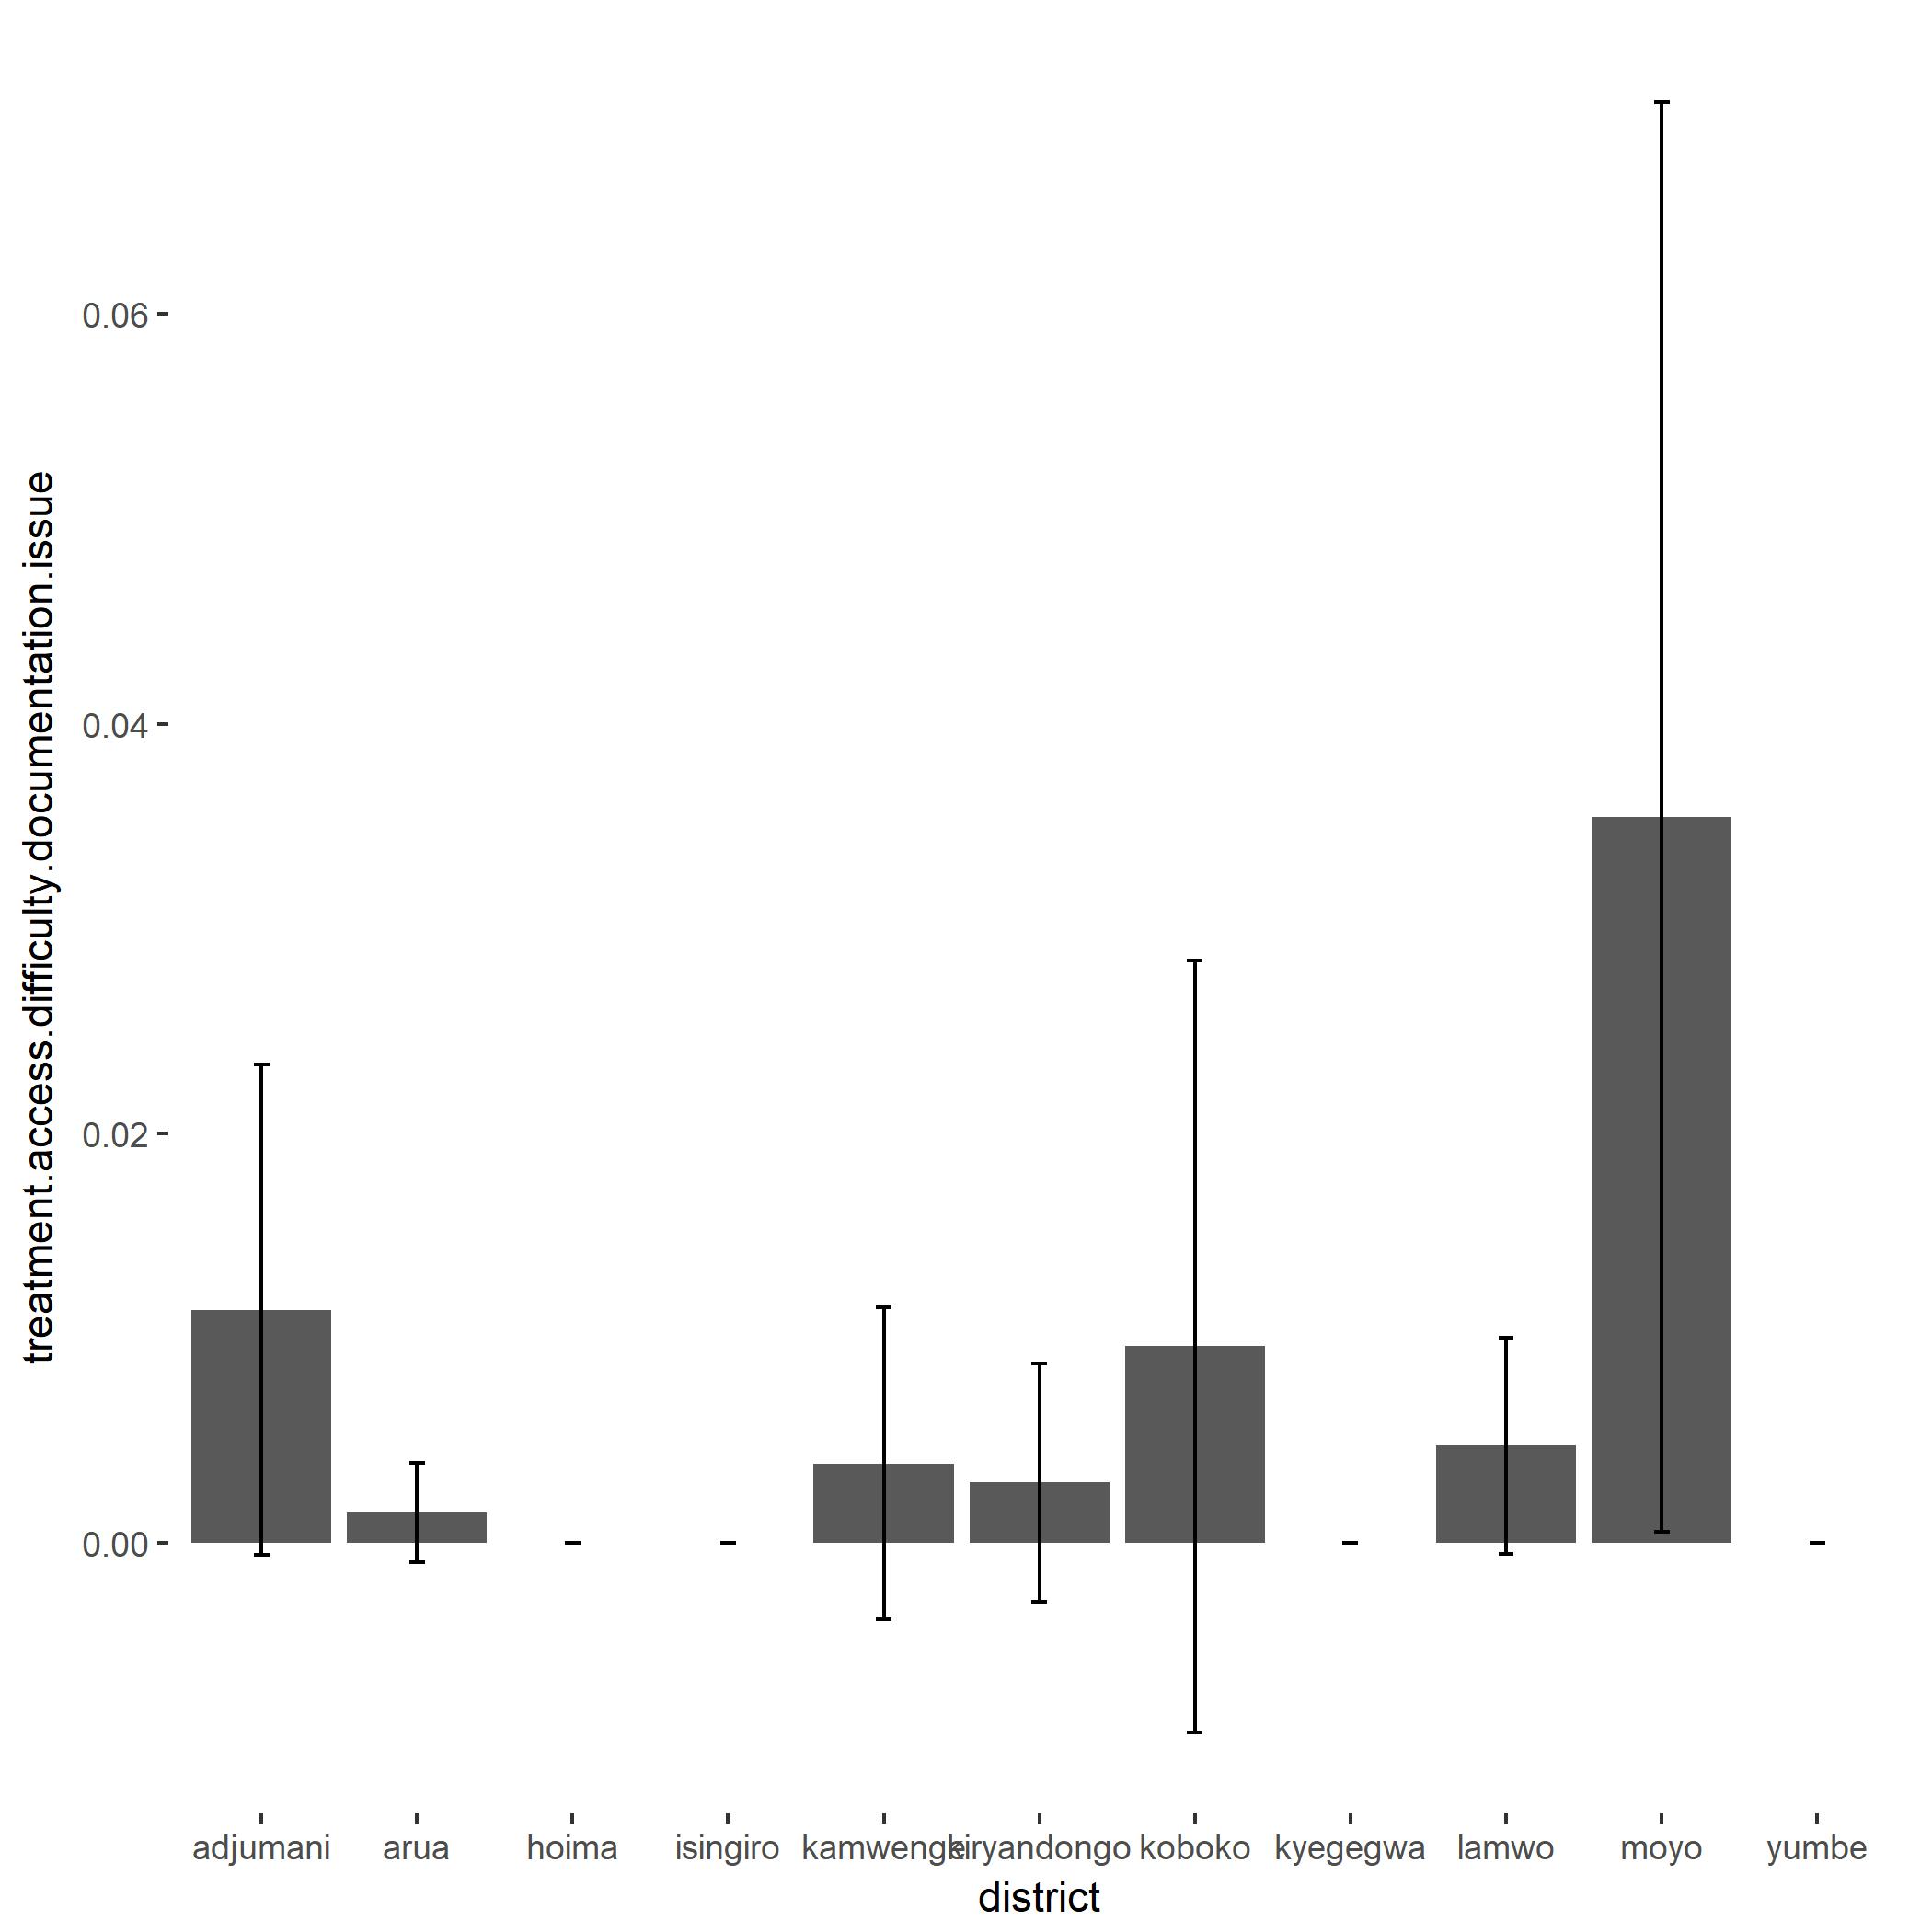 treatment.access.difficulty.documentation.issue
0.06
0.04
0.02
0.00
adjumani arua hoima isingiro kamwenge kiryandongo koboko kyegegwa lamwo moyo yumbe
district